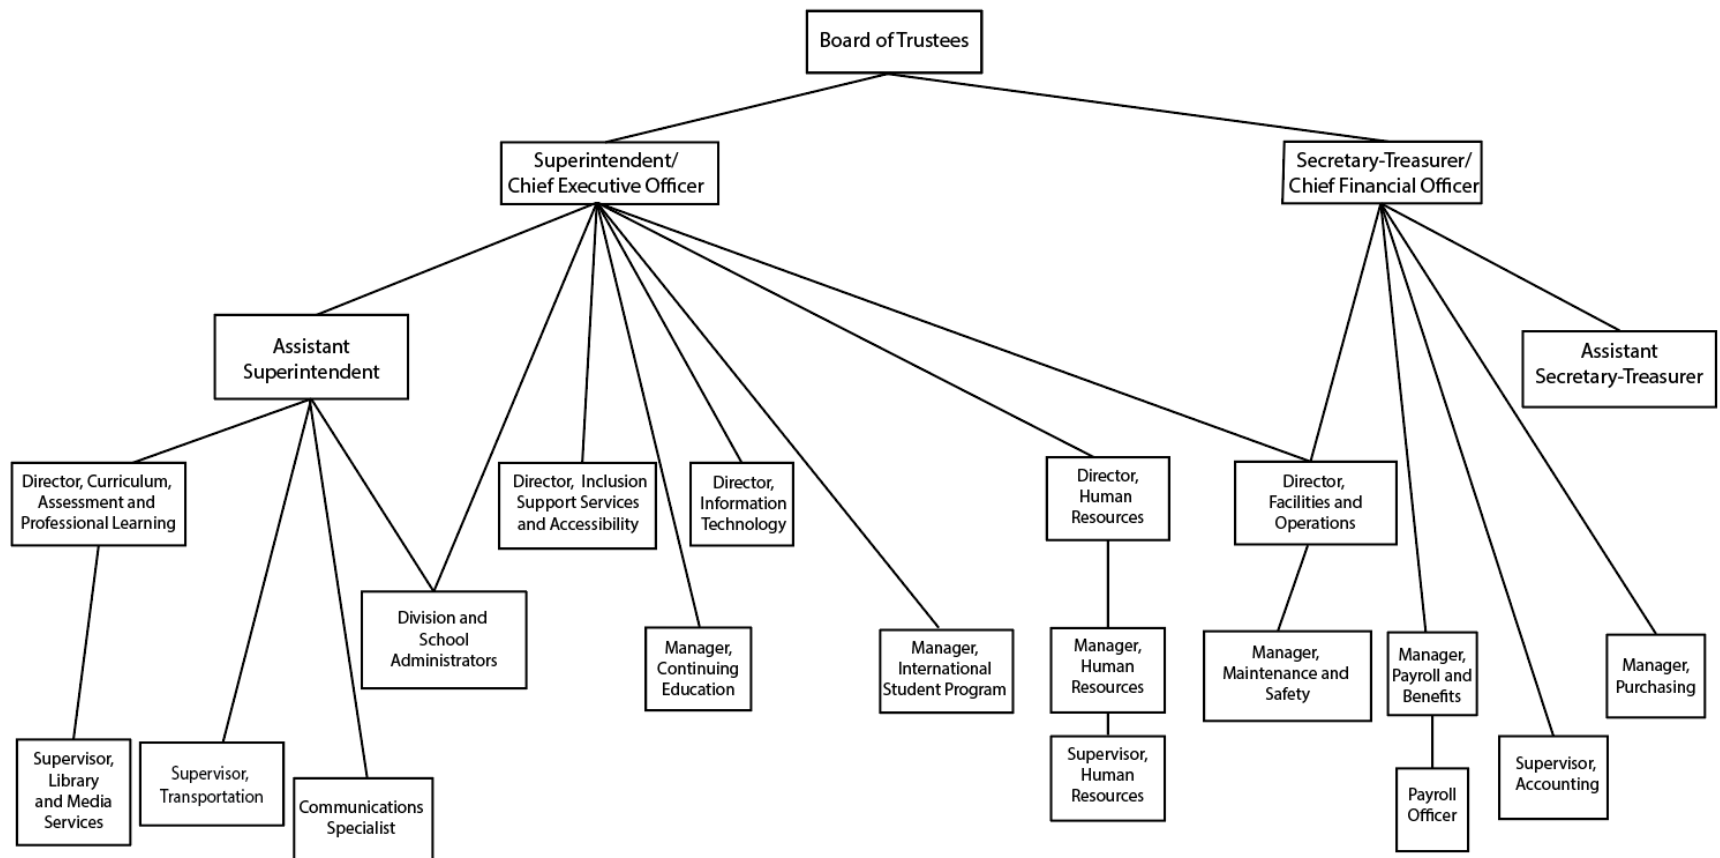 Board of Trustees
Superintendent/
Chief Executive Officer
Secretary-Treasurer/
Chief Financial Officer
Assistant
Superintendent
Assistant
Secretary-Treasurer
Director, Curriculum,
Assessment and
Professional Learning
Director, Inclusion
Support Services
and Accessibility
Director,
Information
Technology
Director,
Human
Resources
Director,
Facilities and
Operations
Division and
School
Administrators
Manager,
Continuing
Education
Manager,
International
Student Program
Manager,
Human
Resources
Manager,
Maintenance and
Safety
Manager,
Payroll and
Benefits
Manager,
Purchasing
Supervisor,
Library
and Media
Services
Supervisor,
Transportation
Communications
Specialist
Supervisor,
Human
Resources
Payroll
Officer
Supervisor,
Accounting